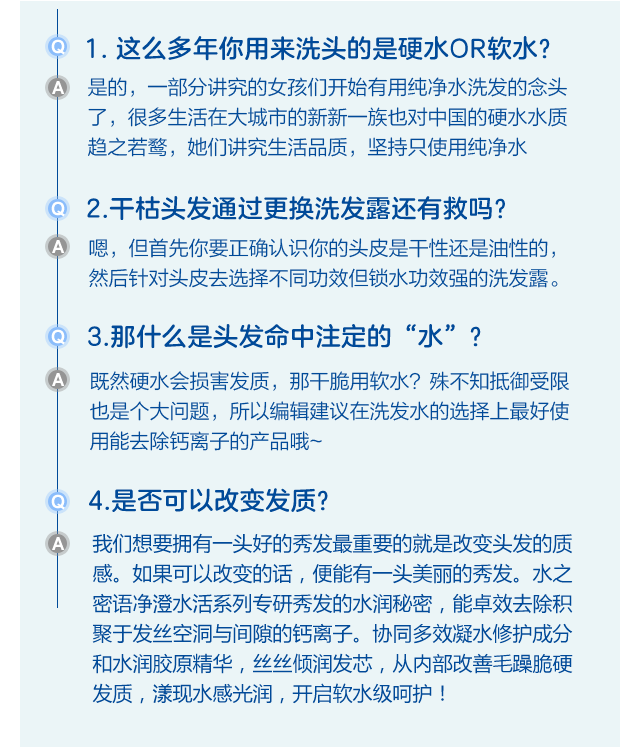 Q 1. 这么多年你用来洗头的是硬水OR软水?
A 是的，一部分讲究的女孩们开始有用纯净水洗发的念头
了，很多生活在大城市的新新一族也对中国的硬水水质
趋之若鹜，她们讲究生活品质，坚持只使用纯净水
Q 2.干枯头发通过更换洗发露还有救吗?
A 嗯，但首先你要正确认识你的头皮是干性还是油性的，
然后针对头皮去选择不同功效但锁水功效强的洗发露。
Q 3.那什么是头发命中注定的“水”?
A 既然硬水会损害发质，那干脆用软水? 殊不知抵御受限
也是个大问题，所以编辑建议在洗发水的选择上最好使
用能去除钙离子的产品哦~
Q 4.是否可以改变发质?
A 我们想要拥有一头好的秀发最重要的就是改变头发的质
感。如果可以改变的话，便能有一头美丽的秀发。水之
密语净澄水活系列专研秀发的水润秘密，能卓效去除积
聚于发丝空洞与间隙的钙离子。协同多效凝水修护成分
和水润胶原精华，丝丝倾润发芯，从内部改善毛躁脆硬
发质，漾现水感光润，开启软水级呵护！